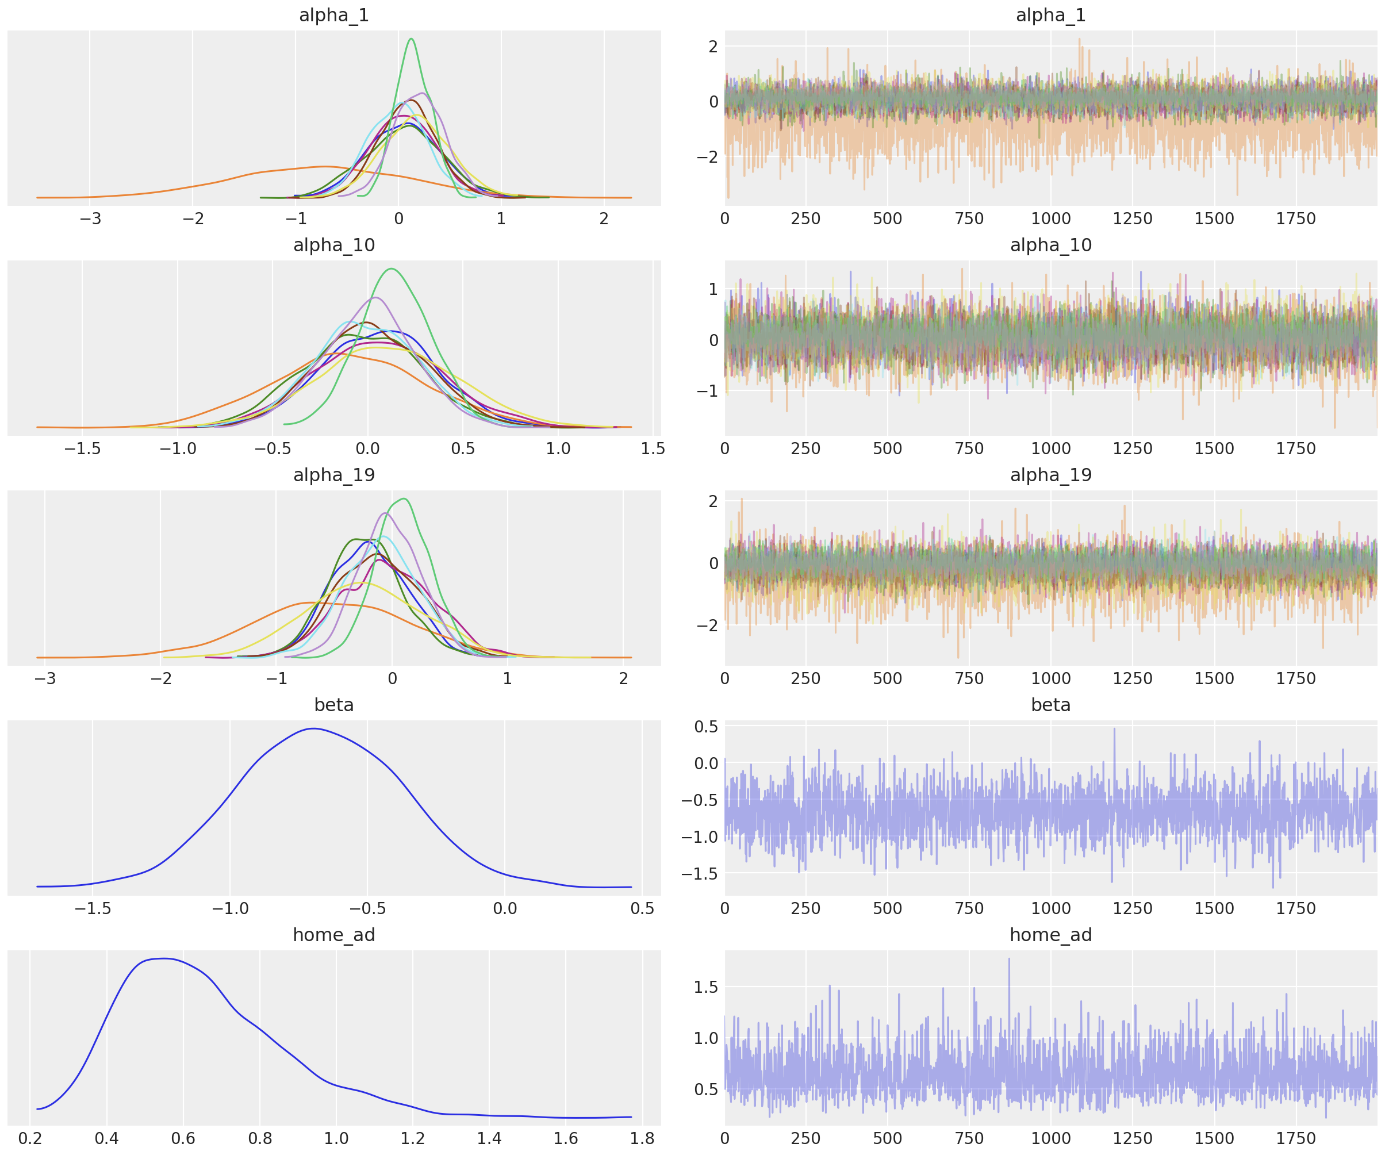 alpha_1 alpha_1
2
0
−2
−3 −2 −1 0 1 2 0 250 500 750 1000 1250 1500 1750
alpha_10 alpha_10
1
0
−1
−1.5 −1.0 −0.5 0.0 0.5 1.0 1.5 0 250 500 750 1000 1250 1500 1750
alpha_19 alpha_19
2
0
−2
−3 −2 −1 0 1 2 0 250 500 750 1000 1250 1500 1750
beta beta
0.5
0.0
−0.5
−1.0
−1.5
−1.5 −1.0 −0.5 0.0 0.5 0 250 500 750 1000 1250 1500 1750
home_ad home_ad
1.5
1.0
0.5
0.2 0.4 0.6 0.8 1.0 1.2 1.4 1.6 1.8 0 250 500 750 1000 1250 1500 1750